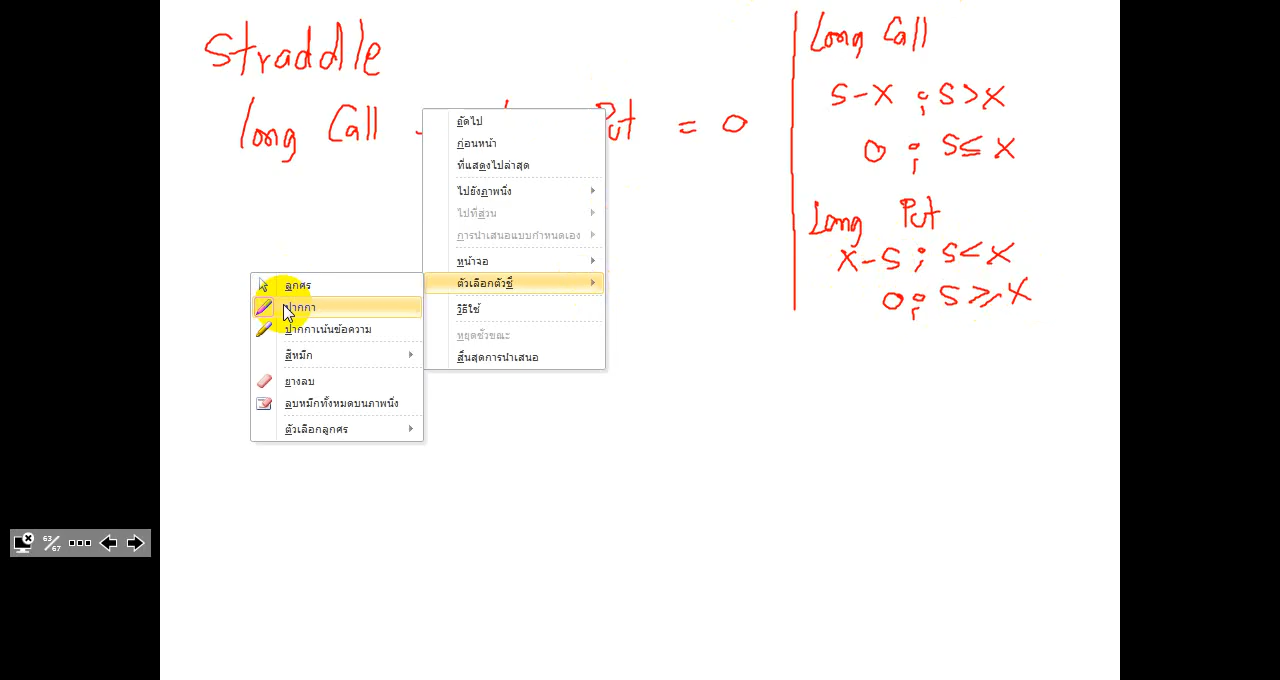 Straddle
long Call Put = 0
Long Call
S-X ; S>X
0 ; S≤X
Long Put
X-S ; S<X
0 ; S≥X
ถัดไป
ก่อนหน้า
ที่แสดงไปล่าสุด
ไปยังภาพนิ่ง
ไปที่ส่วน
การนำเสนอแบบกำหนดเอง
หน้าจอ
ตัวเลือกตัวชี้
วิธีใช้
หยุดชั่วขณะ
สิ้นสุดการนำเสนอ
ลูกศร
ปากกา
ปากกาเน้นข้อความ
สีหมึก
ยางลบ
ลบหมึกทั้งหมดบนภาพนิ่ง
ตัวเลือกลูกศร
63/67